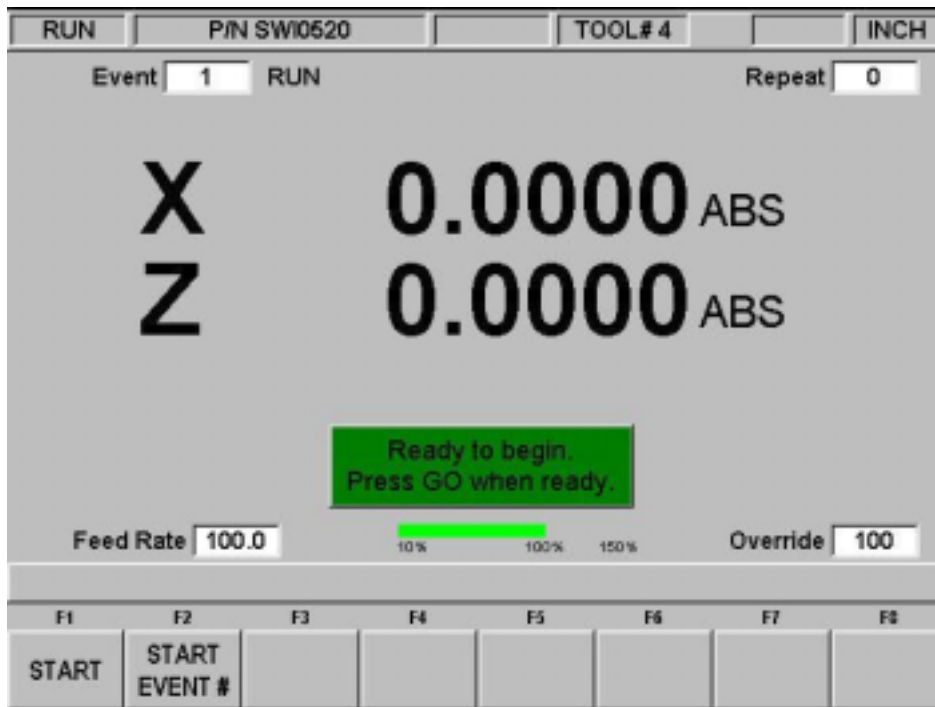 RUN P/N SWI0520 TOOL# 4 INCH
Event 1 RUN Repeat 0
X 0.0000 ABS
Z 0.0000 ABS
Ready to begin.
Press GO when ready.
Feed Rate 100.0 10% 100% 150% Override 100
F1 F2 F3 F4 F5 F6 F7 F8
START START EVENT #